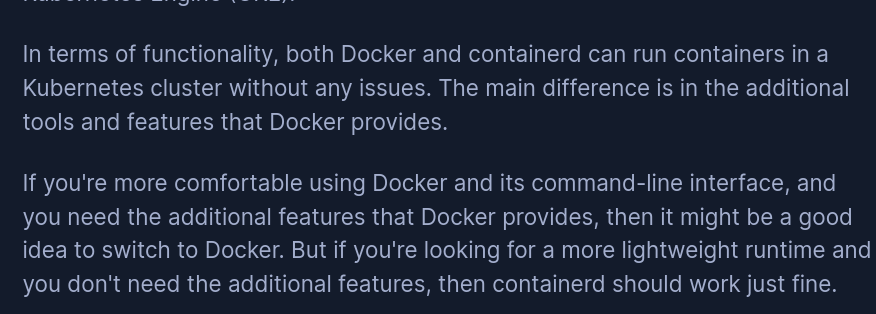 In terms of functionality, both Docker and containerd can run containers in a
Kubernetes cluster without any issues. The main difference is in the additional
tools and features that Docker provides.
If you're more comfortable using Docker and its command-line interface, and
you need the additional features that Docker provides, then it might be a good
idea to switch to Docker. But if you're looking for a more lightweight runtime and
you don't need the additional features, then containerd should work just fine.